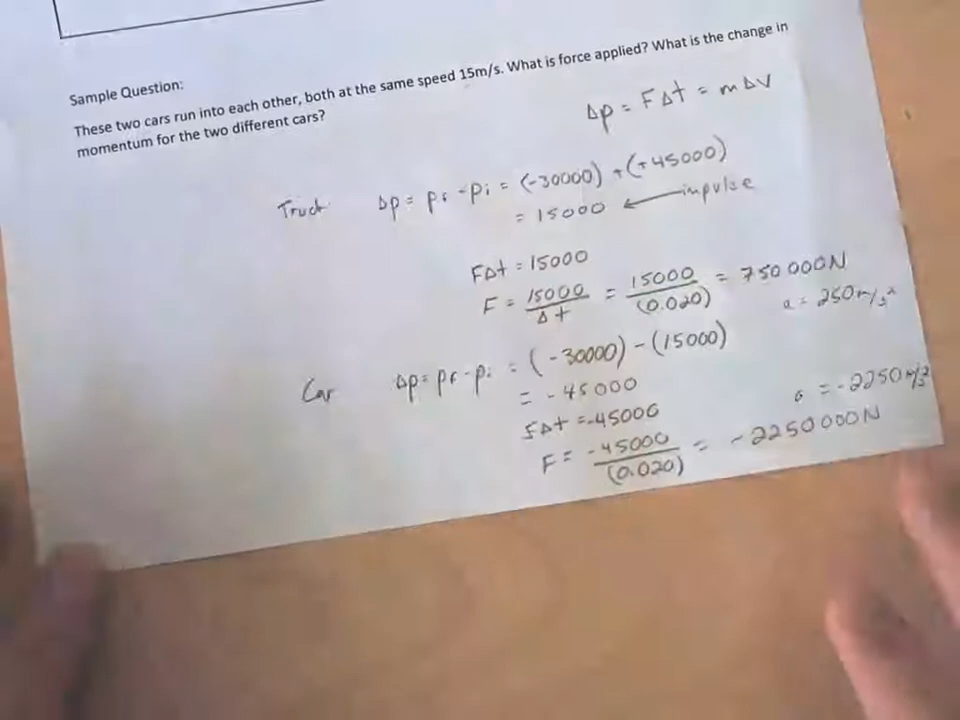 Sample Question:
These two cars run into each other, both at the same speed 15m/s. What is force applied? What is the change in
momentum for the two different cars?
Δp = FΔt = mΔv
Truck Δp = pf - pi = (-30000) + (+45000)
= 15000 ← impulse
FΔt = 15000
F = 15000/Δt = 15000/(0.020) = 750 000N
a = 250m/s²
Car Δp = pf - pi = (-30000) - (15000)
= -45000
FΔt = -45000
a = -2250m/s²
F = -45000/(0.020) = -2250 000N